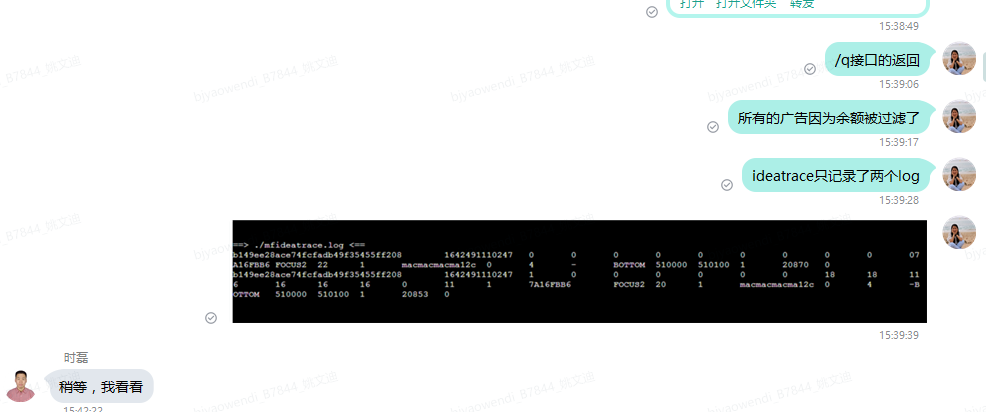 打开 打开文件夹 转发
15:38:49
/q接口的返回
15:39:06
所有的广告因为余额被过滤了
15:39:17
ideatrace只记录了两个log
15:39:28
==> ./mfideatrace.log <==
b149ee28ace74fcfadb49f35455ff208 1642491110247 0 0 0 0 0 0 0 07
A16FBB6 FOCUS2 22 1 macmacmacma12c 0 4 - BOTTOM 510000 510100 1 20870 0
b149ee28ace74fcfadb49f35455ff208 1642491110247 1 0 0 0 0 0 18 18 11
6 16 16 16 0 11 1 7A16FBB6 FOCUS2 20 1 macmacmacma12c 0 4 -B
OTTOM 510000 510100 1 20853 0
15:39:39
时磊
稍等，我看看
15:42:22
bjyaowendi_B7844_姚文迪